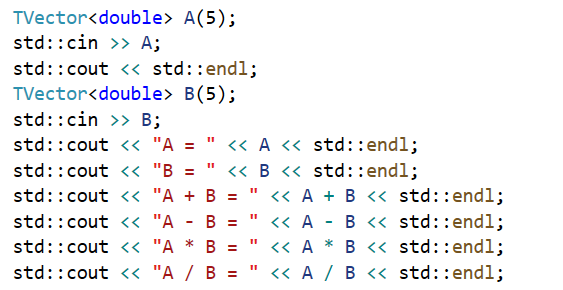 TVector<double> A(5);
std::cin >> A;
std::cout << std::endl;
TVector<double> B(5);
std::cin >> B;
std::cout << "A = " << A << std::endl;
std::cout << "B = " << B << std::endl;
std::cout << "A + B = " << A + B << std::endl;
std::cout << "A - B = " << A - B << std::endl;
std::cout << "A * B = " << A * B << std::endl;
std::cout << "A / B = " << A / B << std::endl;